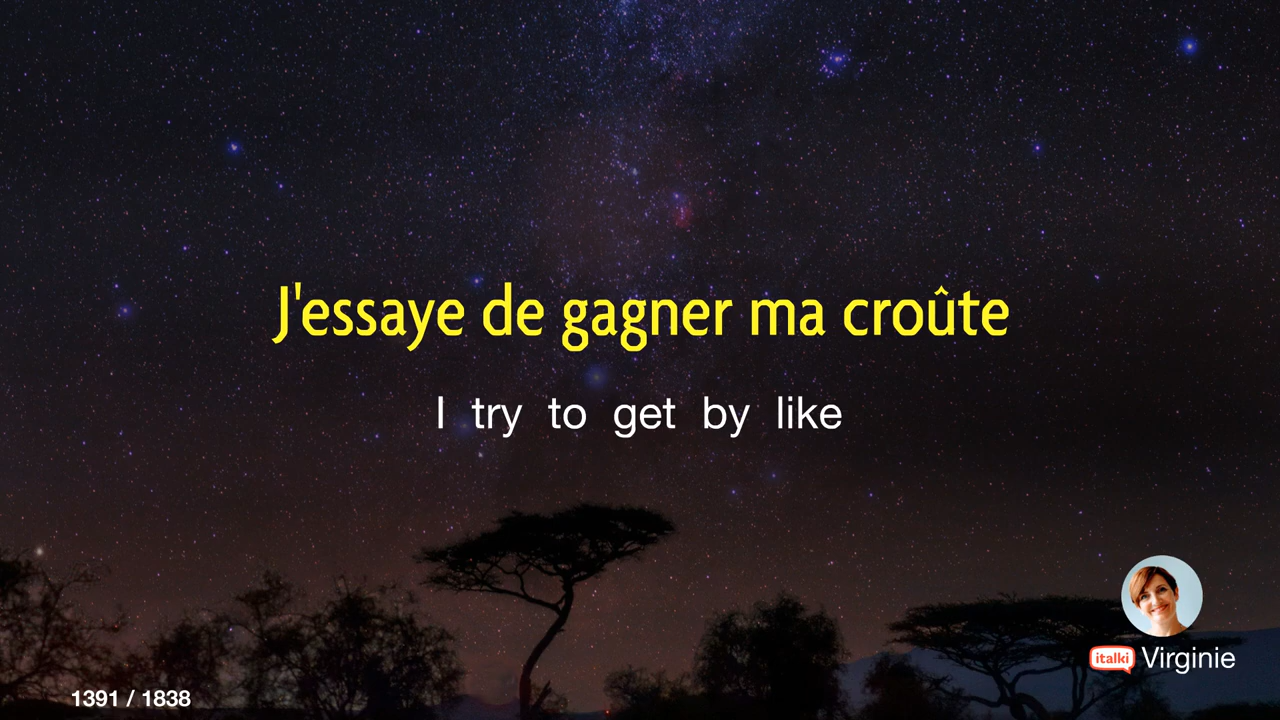 J'essaye de gagner ma croûte
I try to get by like
italki Virginie
1391 / 1838